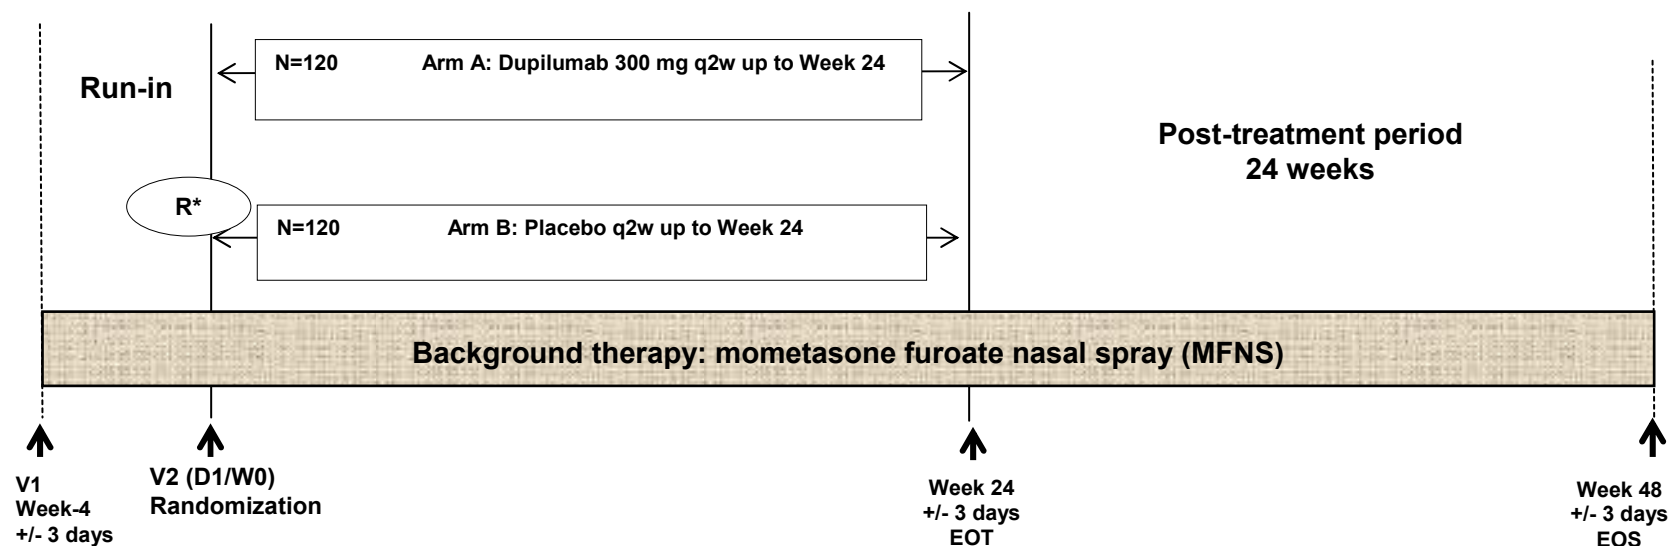 N=120 Arm A: Dupilumab 300 mg q2w up to Week 24
Run-in
Post-treatment period
24 weeks
R*
N=120 Arm B: Placebo q2w up to Week 24
Background therapy: mometasone furoate nasal spray (MFNS)
V1
Week-4
+/- 3 days
V2 (D1/W0)
Randomization
Week 24
+/- 3 days
EOT
Week 48
+/- 3 days
EOS